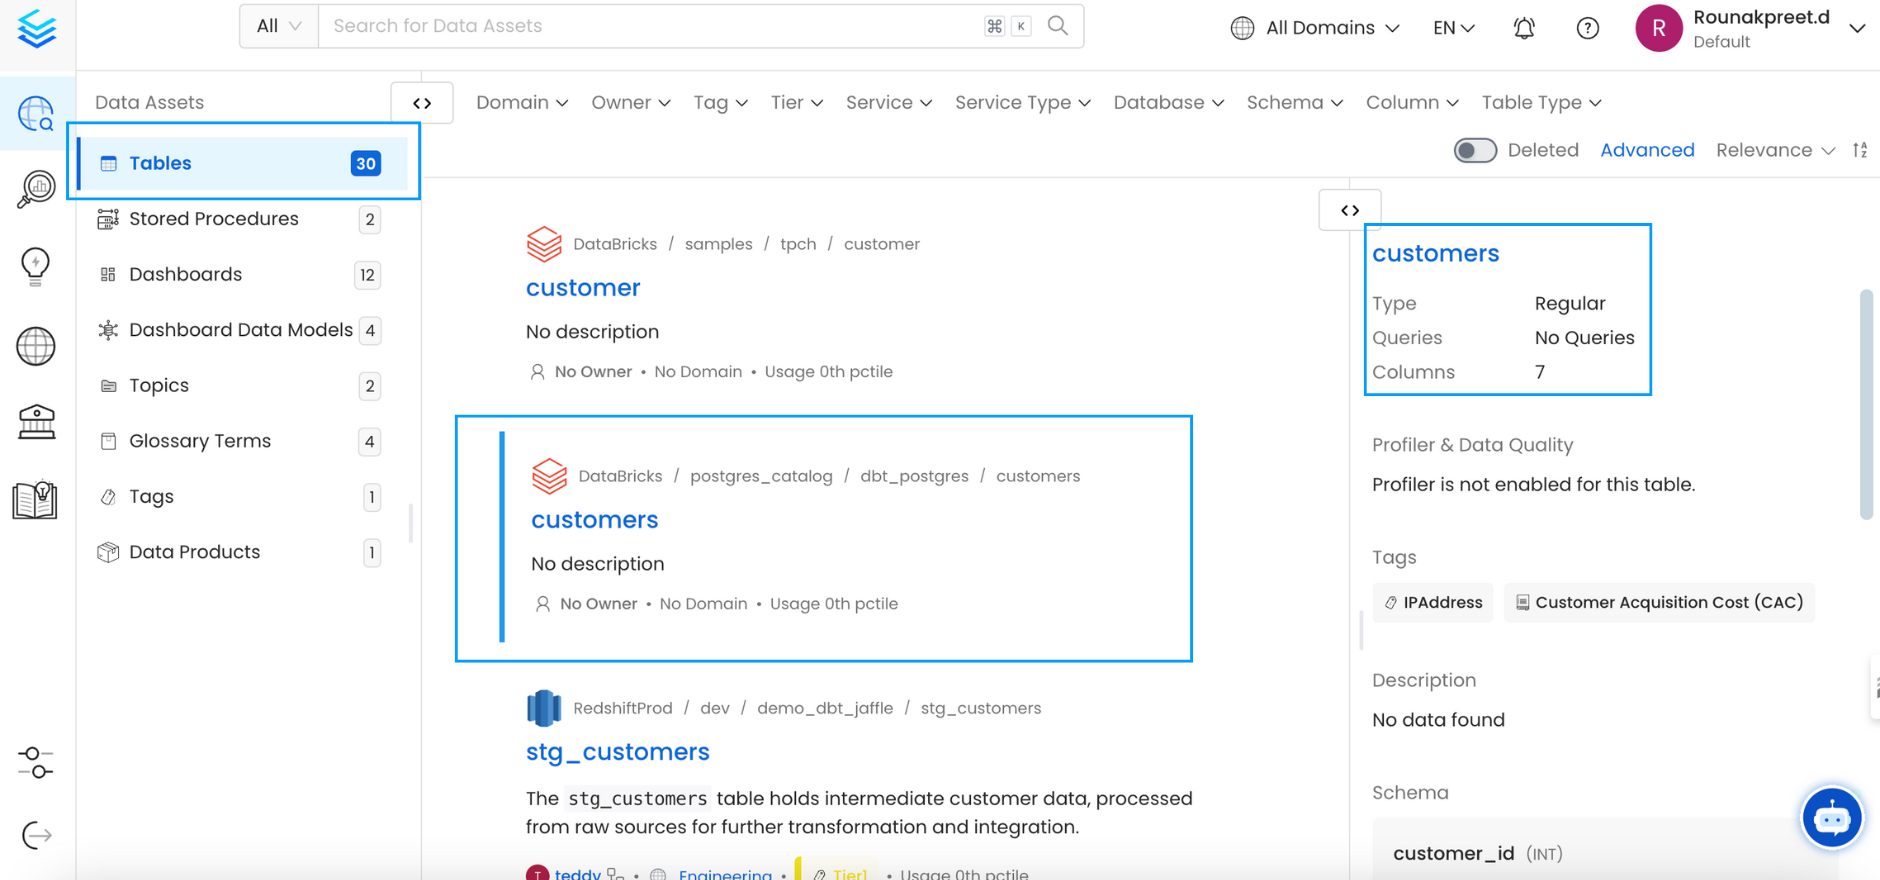 All
Search for Data Assets
⌘ K
All Domains
EN
R
Rounakpreet.d
Default
Data Assets
Tables 30
Stored Procedures 2
Dashboards 12
Dashboard Data Models 4
Topics 2
Glossary Terms 4
Tags 1
Data Products 1
Domain Owner Tag Tier Service Service Type Database Schema Column Table Type
Deleted Advanced Relevance
DataBricks / samples / tpch / customer
customer
No description
No Owner • No Domain • Usage 0th pctile
DataBricks / postgres_catalog / dbt_postgres / customers
customers
No description
No Owner • No Domain • Usage 0th pctile
RedshiftProd / dev / demo_dbt_jaffle / stg_customers
stg_customers
The stg_customers table holds intermediate customer data, processed
from raw sources for further transformation and integration.
T teddy • Engineering • Tier1 • Usage 0th pctile
customers
Type Regular
Queries No Queries
Columns 7
Profiler & Data Quality
Profiler is not enabled for this table.
Tags
IPAddress Customer Acquisition Cost (CAC)
Description
No data found
Schema
customer_id (INT)